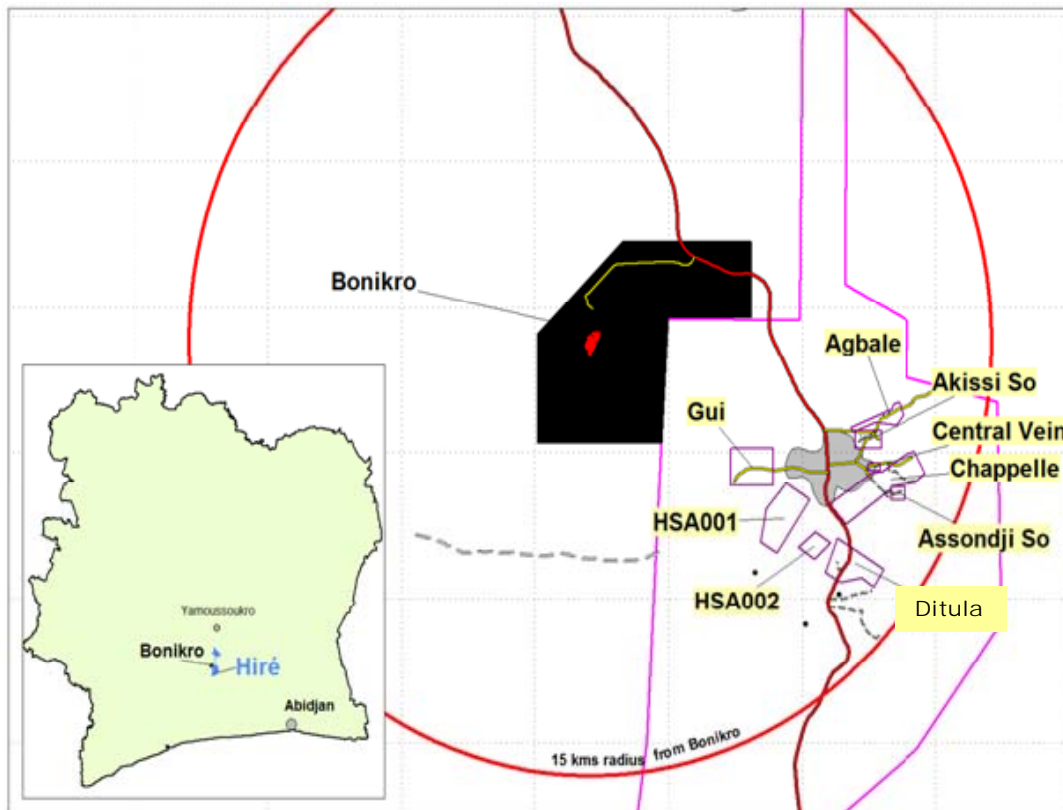 Bonikro
Agbale
Akissi So
Gui
Central Vein
Chappelle
HSA001
Assondji So
HSA002
Ditula
Yamoussoukro
Bonikro
Hiré
Abidjan
15 kms radius from Bonikro